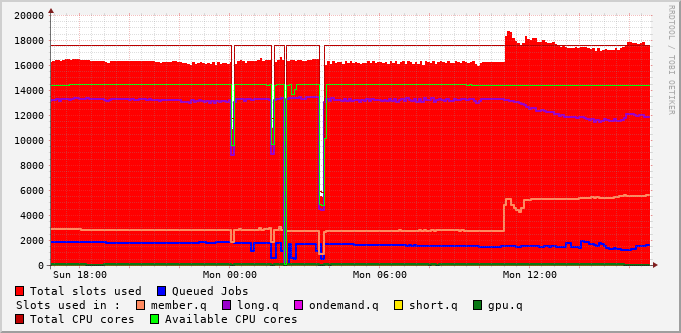 20000
18000
16000
14000
12000
10000
8000
6000
4000
2000
0
Sun 18:00 Mon 00:00 Mon 06:00 Mon 12:00
Total slots used Queued Jobs
Slots used in : member.q long.q ondemand.q short.q gpu.q
Total CPU cores Available CPU cores
RRDTOOL / TOBI OETIKER